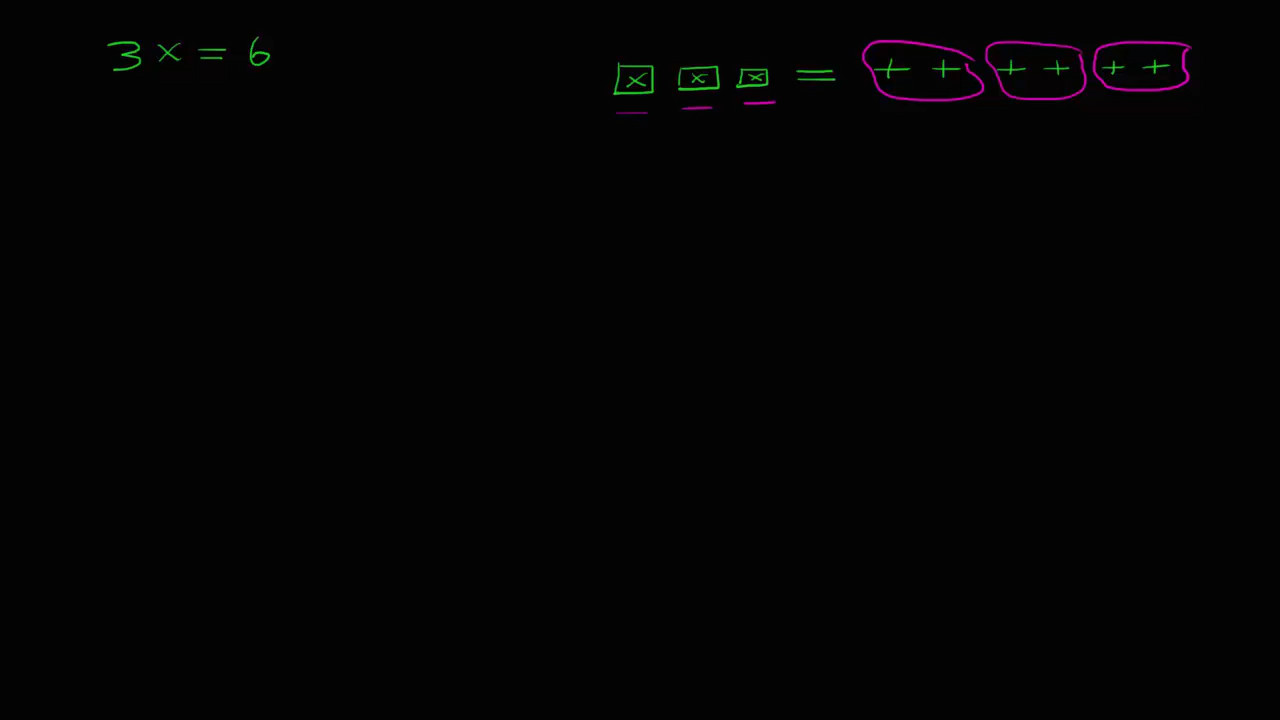 3x = 6
x x x = + + + + + +